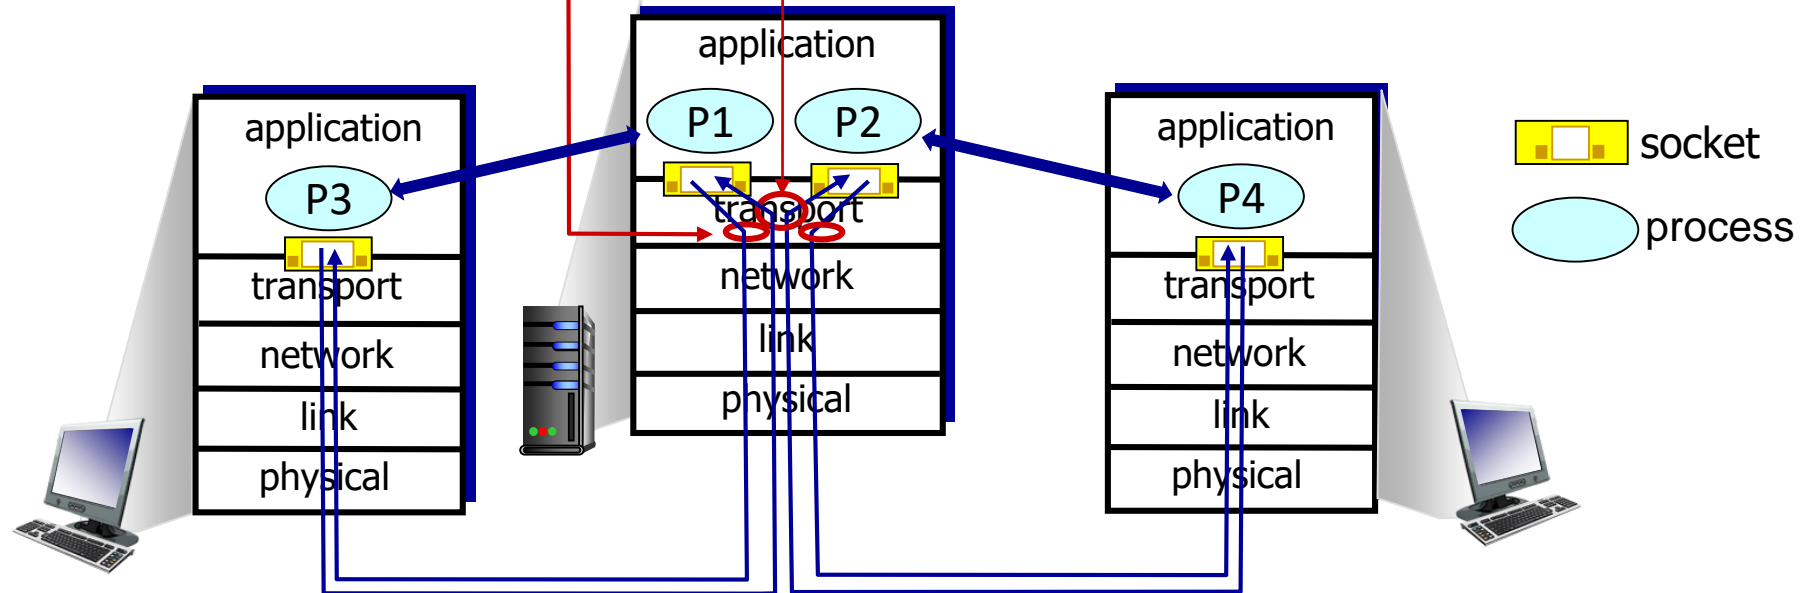 application
P3
transport
network
link
physical
application
P1
P2
transport
network
link
physical
application
P4
transport
network
link
physical
socket
process